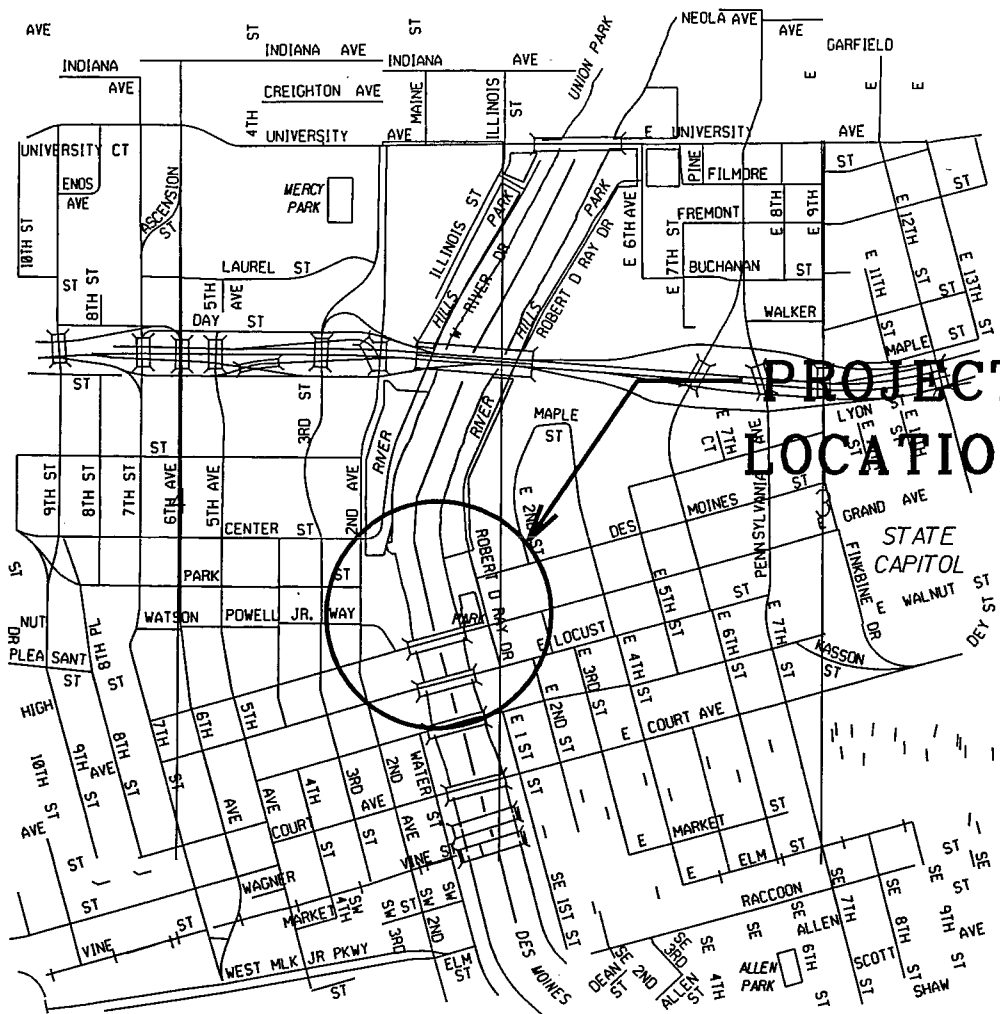 AVE
ST
ST
NEOLA AVE
AVE
GARFIELD
INDIANA AVE
INDIANA AVE
INDIANA
AVE
UNION PARK
E
E
E
CREIGHTON AVE
MAINE
ILLINOIS
ST
4TH
UNIVERSITY
AVE
E UNIVERSITY
AVE
UNIVERSITY CT
ENOS
AVE
ASCENSION
ST
MERCY
PARK
ILLINOIS ST
PARK
PARK
E 6TH AVE
PINE
FILMORE
ST
ST
FREMONT
E 8TH
E 9TH
E 12TH
ST
10TH ST
LAUREL ST
HILLS
W RIVER DR
HILLS
ROBERT D RAY DR
E 7TH ST
BUCHANAN
ST
E 11TH
ST
ST
E 13TH
ST
ST
8TH ST
5TH
AVE
DAY
ST
WALKER
MAPLE
ST
PROJECT
LOCATIO
ST
3RD ST
RIVER
RIVER
MAPLE
ST
E 7TH
CT
AVE
LYON
ST
ST
9TH ST
8TH ST
7TH ST
6TH AVE
5TH AVE
2ND AVE
CENTER
ST
E 2ND ST
DES
MOINES
ST
PENNSYLVANIA
GRAND AVE
STATE
CAPITOL
ST
PARK
ST
ROBERT D RAY DR
E 5TH ST
ST
FINKBINE DR
E WALNUT ST
NUT
DR
WATSON
POWELL JR.
WAY
PARK
E LOCUST
E 6TH ST
E 7TH
ST
DEY ST
ST
PLEA SANT
ST
8TH PL
ST
E 3RD ST
E 4TH ST
KASSON
ST
HIGH
7TH
6TH
5TH
E 1 ST
ST
E 2ND ST
E COURT AVE
10TH
ST
9TH
AVE
ST
8TH
ST
ST
AVE
AVE
4TH
ST
3RD
AVE
ST
2ND
AVE
WATER
ST
AVE
ST
COURT
VINE S
E MARKET
ST
E ELM ST
ST
SE
WAGNER
ST
VINE
ST
MARKET
4TH
SW
SW ST
SW 3RD
SW
2ND
SW
SE 1ST ST
RACCOON
SE
SE
SE
ST
9TH
AVE
WEST MLK JR PKWY
ST
ELM
ST
DES MOINES
DEAN
ST
SE
2ND
SE
3RD
ALLEN
ST
SE
4TH
SE
SE
ALLEN
7TH
8TH
ALLEN
PARK
6TH
ST
SCOTT
ST
ST
ST
SHAW